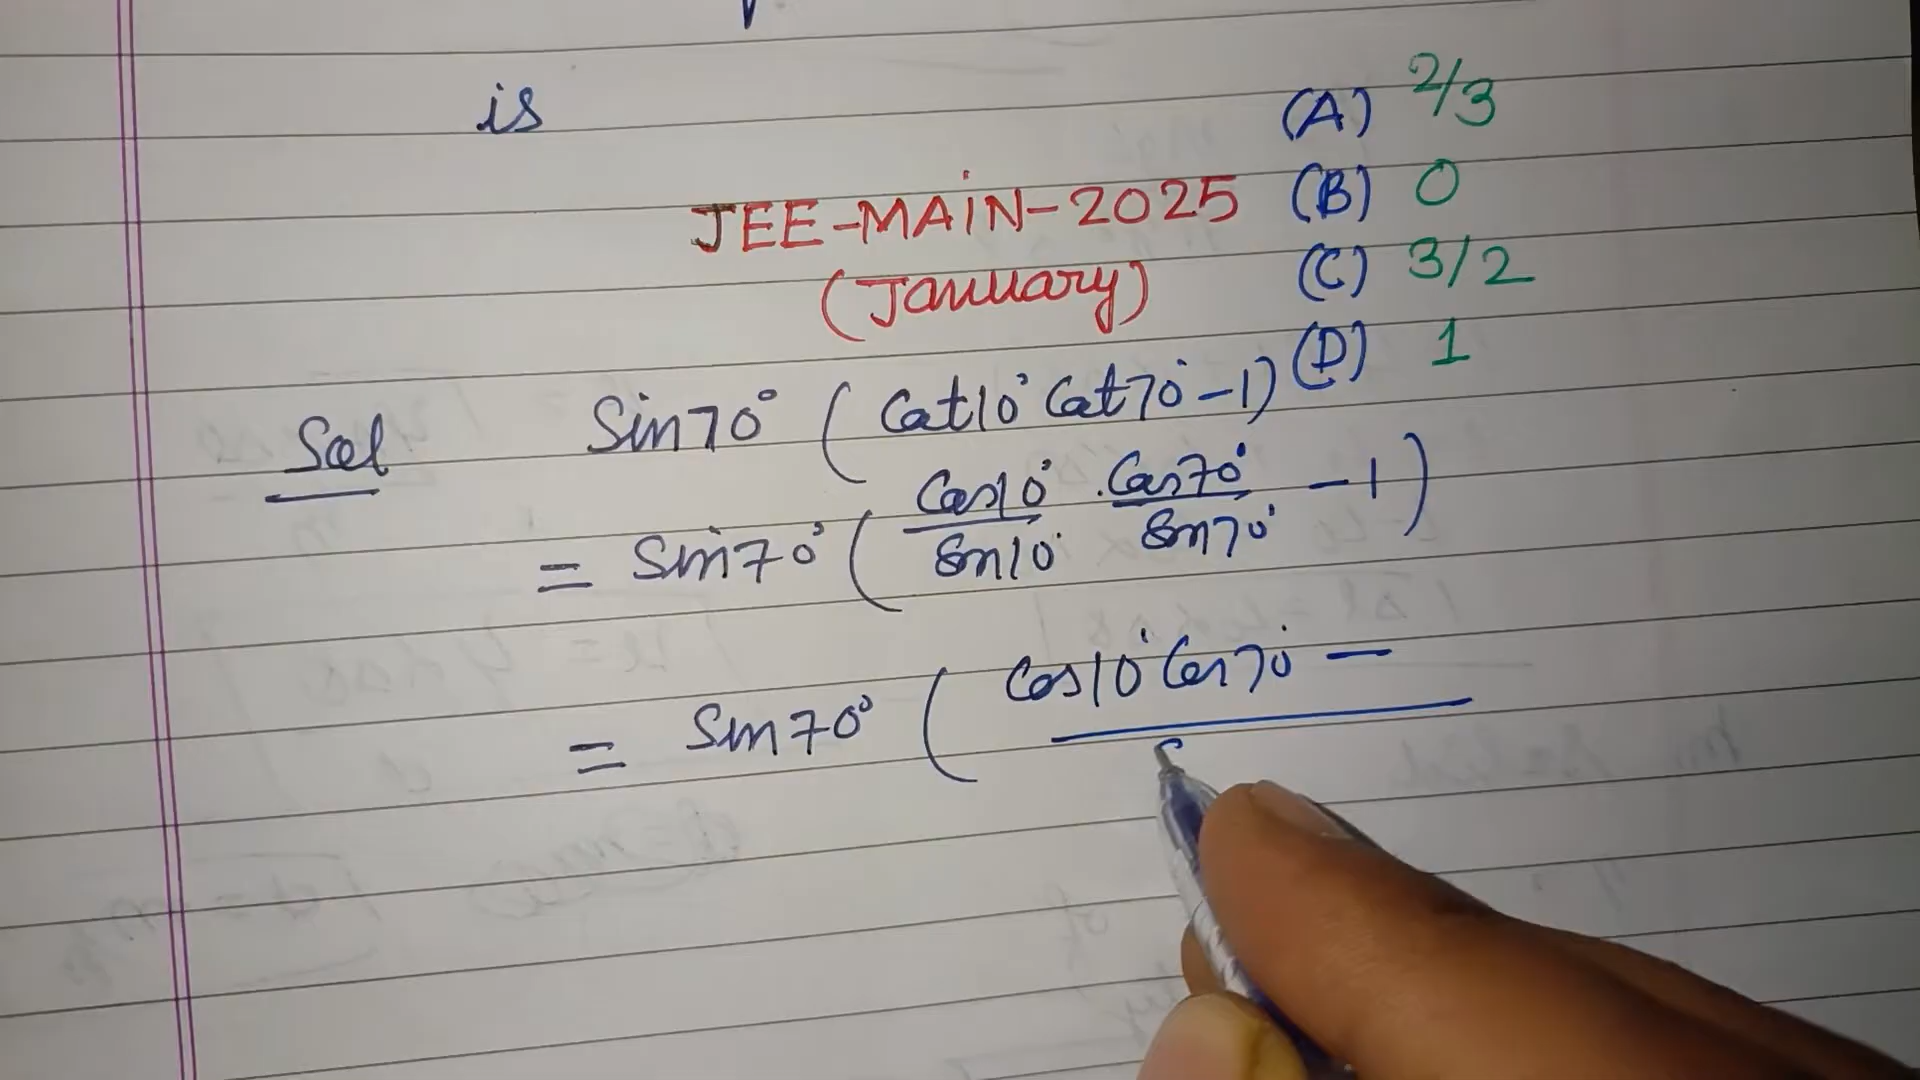 is
(A) 2/3
JEE-MAIN-2025 (B) 0
(January) (C) 3/2
(D) 1
Sol Sin70° (Cot10° Cot70°-1)
= Sin70° ( Cos10°/Sin10° . Cos70°/Sin70° - 1 )
= Sin70° ( Cos10° Cos70° -